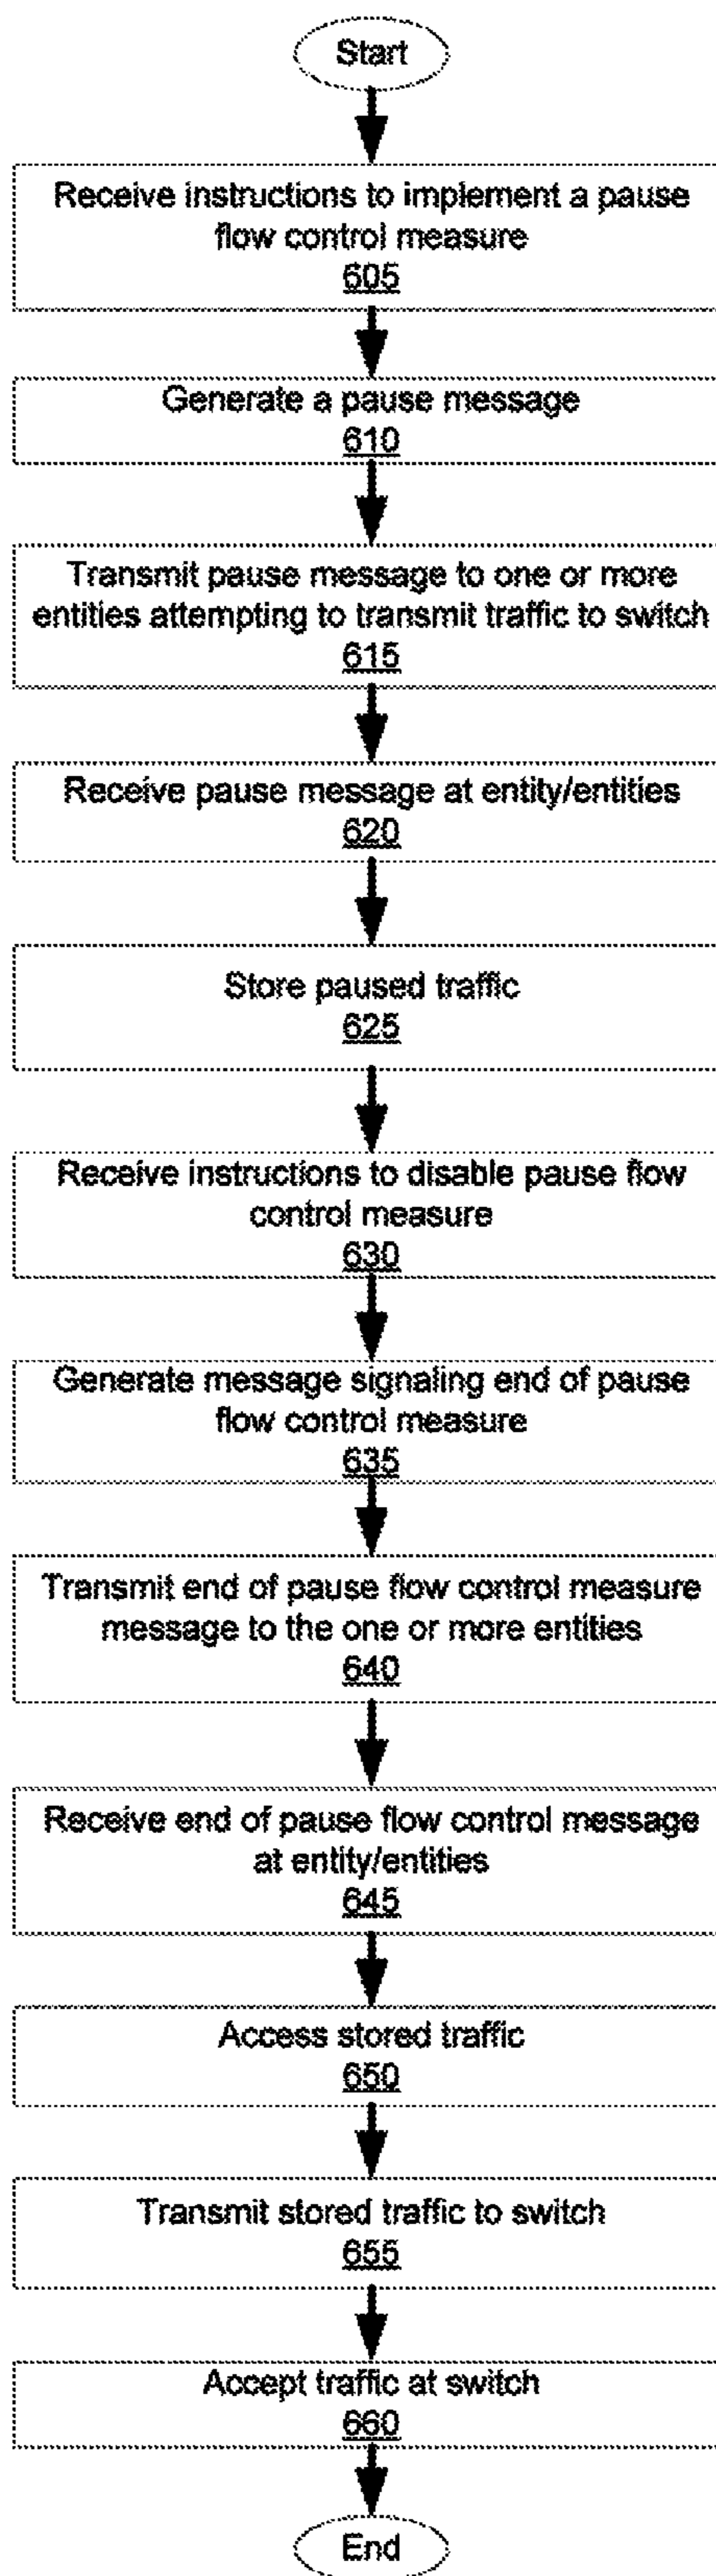 Start
Receive instructions to implement a pause
flow control measure
605
Generate a pause message
610
Transmit pause message to one or more
entities attempting to transmit traffic to switch
615
Receive pause message at entity/entities
620
Store paused traffic
625
Receive instructions to disable pause flow
control measure
630
Generate message signaling end of pause
flow control measure
635
Transmit end of pause flow control measure
message to the one or more entities
640
Receive end of pause flow control message
at entity/entities
645
Access stored traffic
650
Transmit stored traffic to switch
655
Accept traffic at switch
660
End